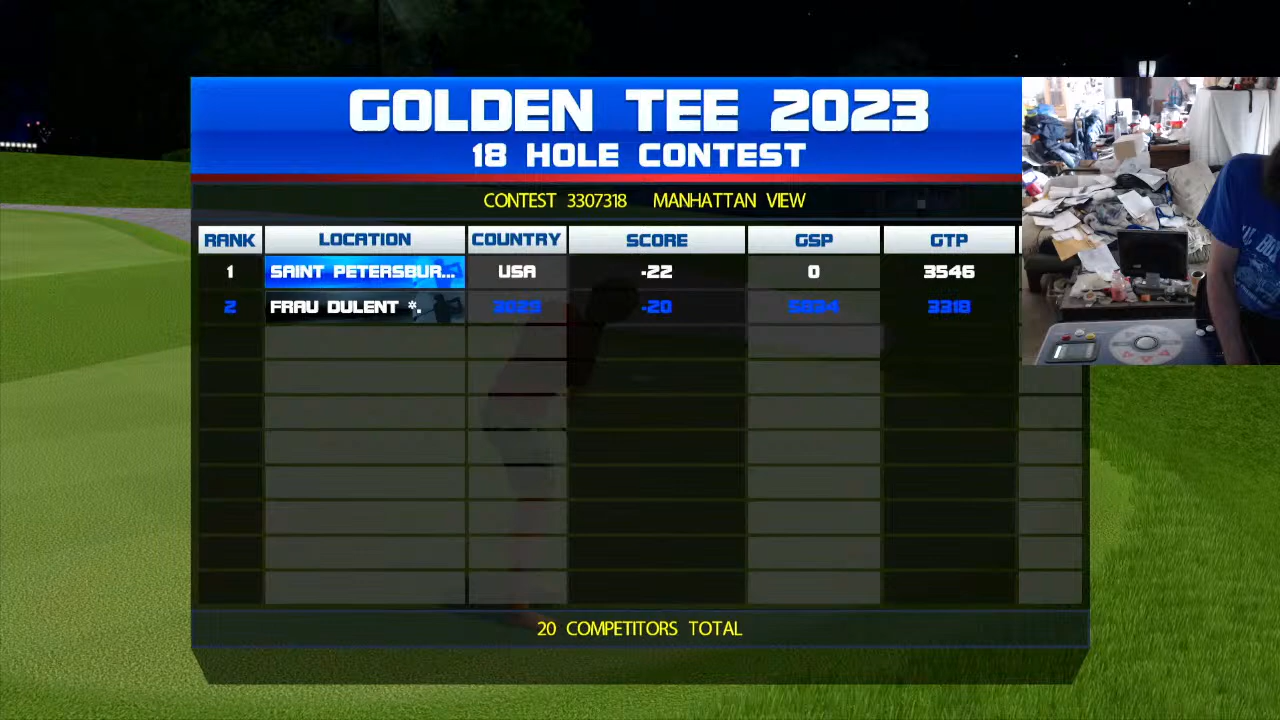 GOLDEN TEE 2023
18 HOLE CONTEST
CONTEST 3307318 MANHATTAN VIEW
RANK LOCATION COUNTRY SCORE GSP GTP
1 SAINT PETERSBUR... USA -22 0 3546
2 FRAU DULENT *. -20 3318
20 COMPETITORS TOTAL